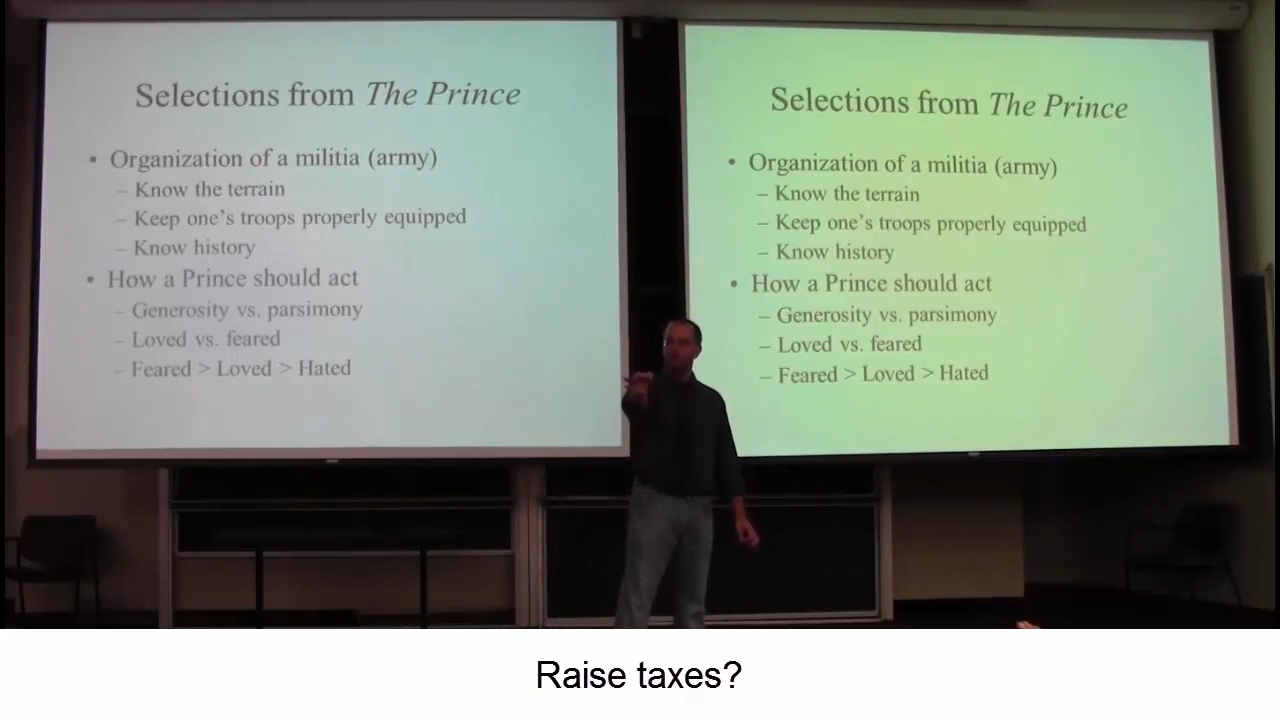 Selections from The Prince
• Organization of a militia (army)
– Know the terrain
– Keep one's troops properly equipped
– Know history
• How a Prince should act
– Generosity vs. parsimony
– Loved vs. feared
– Feared > Loved > Hated
Selections from The Prince
• Organization of a militia (army)
– Know the terrain
– Keep one's troops properly equipped
– Know history
• How a Prince should act
– Generosity vs. parsimony
– Loved vs. feared
– Feared > Loved > Hated
Raise taxes?